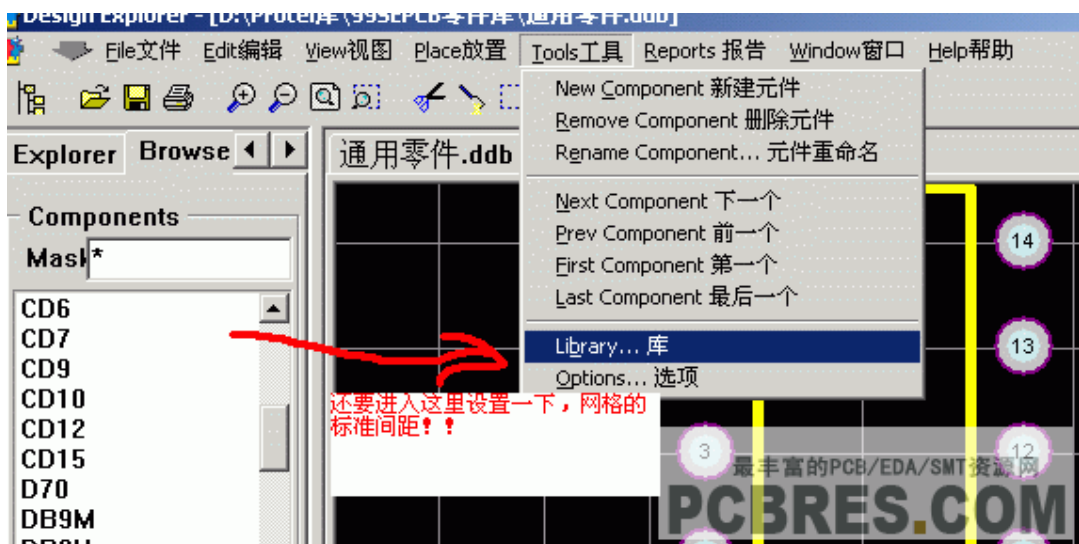 Design Explorer - [D:\Protel库\99SEPCB零件库\通用零件.ddb]
File文件 Edit编辑 View视图 Place放置 Tools工具 Reports 报告 Window窗口 Help帮助
New Component 新建元件
Remove Component 删除元件
Rename Component... 元件重命名
Next Component 下一个
Prev Component 前一个
First Component 第一个
Last Component 最后一个
Library... 库
Options... 选项
Explorer Browse
通用零件.ddb
Components
Mask
*
CD6
CD7
CD9
CD10
CD12
CD15
D70
DB9M
还要进入这里设置一下，网格的
标准间距！！
14
13
3
12
最丰富的PCB/EDA/SMT资源网
PCBRES.COM